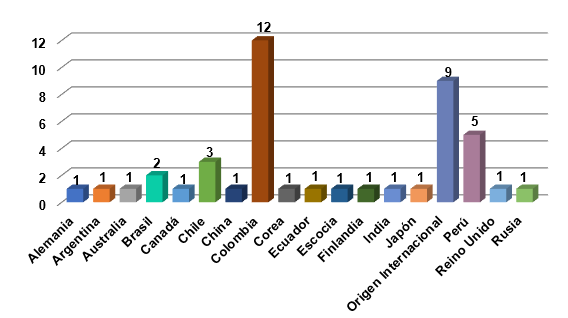 12
10
8
6
4
2
0
1
1
1
2
1
3
1
12
1
1
1
1
1
1
9
5
1
1
Alemania
Argentina
Australia
Brasil
Canadá
Chile
China
Colombia
Corea
Ecuador
Escocia
Finlandia
India
Japón
Origen Internacional
Perú
Reino Unido
Rusia